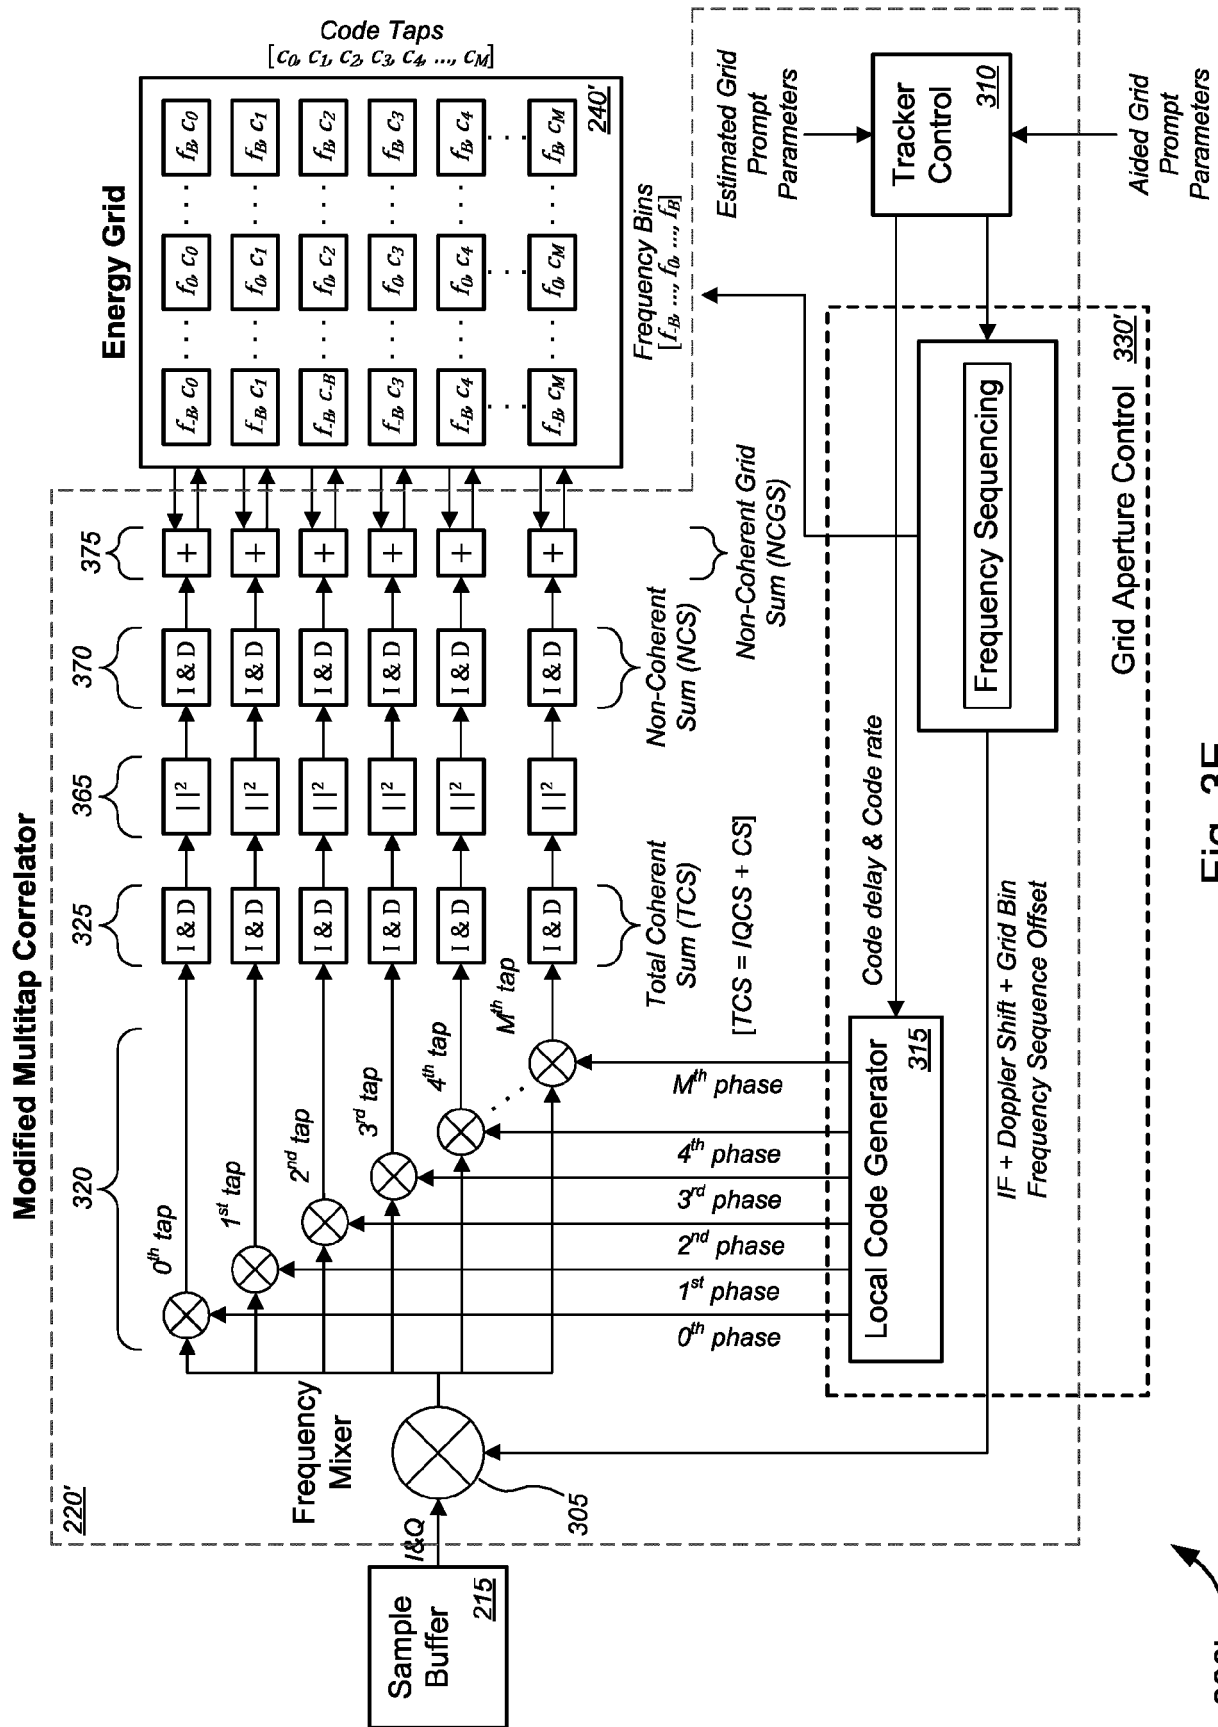 Modified Multitap Correlator
220'
320
325
365
370
375
Energy Grid
Code Taps
[c0, c1, c2, c3, c4, ..., cM]
0th tap
1st tap
2nd tap
3rd tap
4th tap
Mth tap
I & D
I & D
I & D
I & D
I & D
I & D
||²
||²
||²
||²
||²
||²
I & D
I & D
I & D
I & D
I & D
I & D
+
+
+
+
+
+
f-B, c0 ... f0, c0 ... fB, c0
f-B, c1 ... f0, c1 ... fB, c1
f-B, c-B ... f0, c2 ... fB, c2
f-B, c3 ... f0, c3 ... fB, c3
f-B, c4 ... f0, c4 ... fB, c4
f-B, cM ... f0, cM ... fB, cM
240'
Frequency Bins
[f-B, ..., f0, ..., fB]
Sample
Buffer
215
I&Q
Frequency
Mixer
305
Total Coherent
Sum (TCS)
[TCS = IQCS + CS]
Non-Coherent
Sum (NCS)
Non-Coherent Grid
Sum (NCGS)
0th phase
1st phase
2nd phase
3rd phase
4th phase
Mth phase
Local Code Generator
315
Code delay & Code rate
IF + Doppler Shift + Grid Bin
Frequency Sequence Offset
Frequency Sequencing
Grid Aperture Control
330'
Estimated Grid
Prompt
Parameters
Tracker
Control
310
Aided Grid
Prompt
Parameters